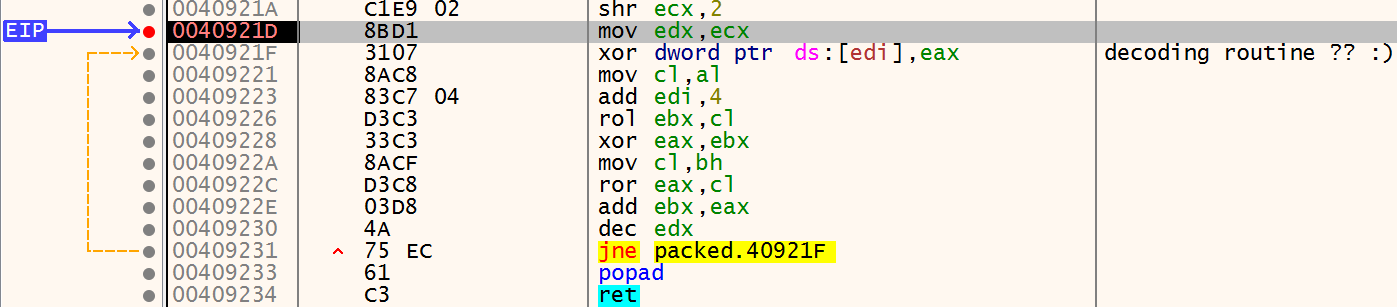 0040921A C1E9 02 shr ecx,2
EIP 0040921D 8BD1 mov edx,ecx
0040921F 3107 xor dword ptr ds:[edi],eax decoding routine ?? :)
00409221 8AC8 mov cl,al
00409223 83C7 04 add edi,4
00409226 D3C3 rol ebx,cl
00409228 33C3 xor eax,ebx
0040922A 8ACF mov cl,bh
0040922C D3C8 ror eax,cl
0040922E 03D8 add ebx,eax
00409230 4A dec edx
00409231 ^ 75 EC jne packed.40921F
00409233 61 popad
00409234 C3 ret